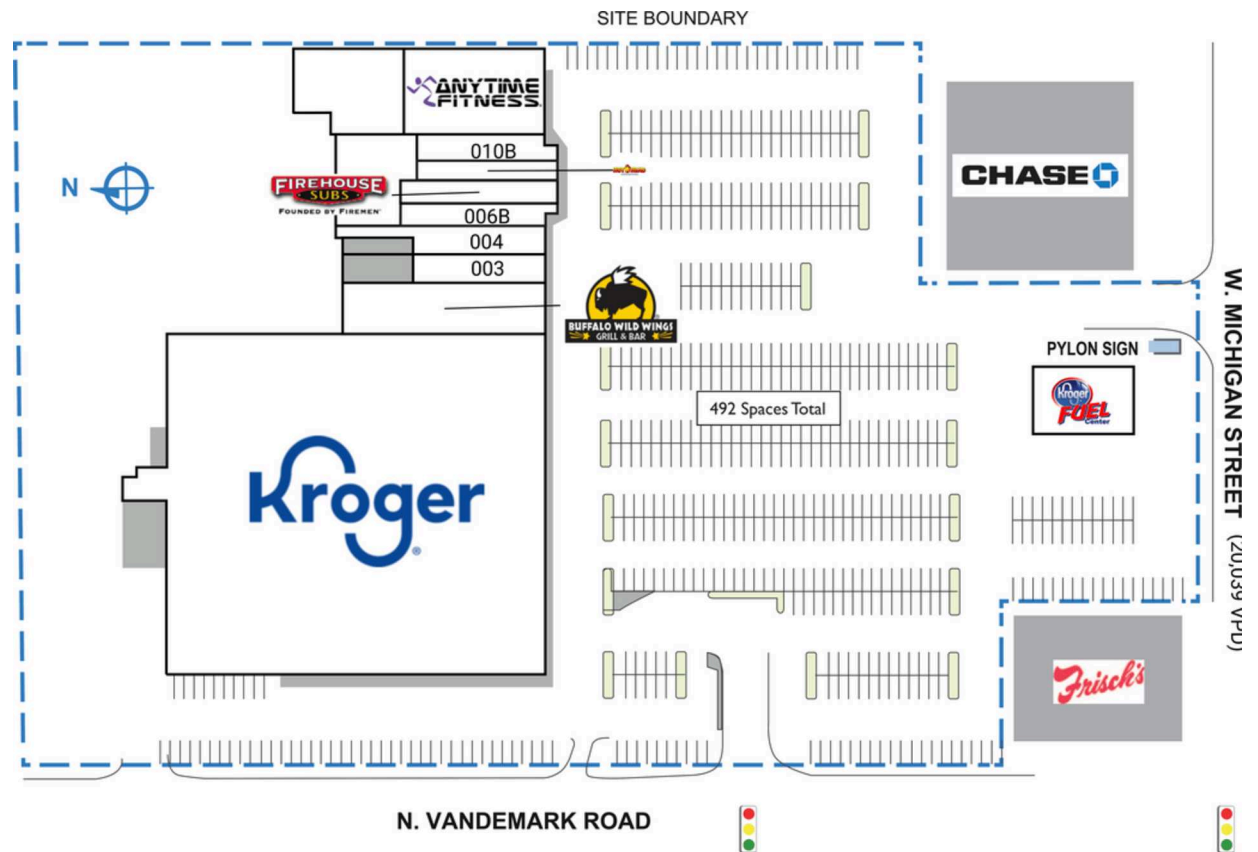 SITE BOUNDARY
ANYTIME
FITNESS
010B
N
FIREHOUSE
SUBS
FOUNDED BY FIREMEN
006B
004
003
CHASE
BUFFALO WILD WINGS
GRILL & BAR
PYLON SIGN
Kroger
FUEL
Center
492 Spaces Total
Kroger
Frisch's
W. MICHIGAN STREET (20,039 VPD)
N. VANDEMARK ROAD